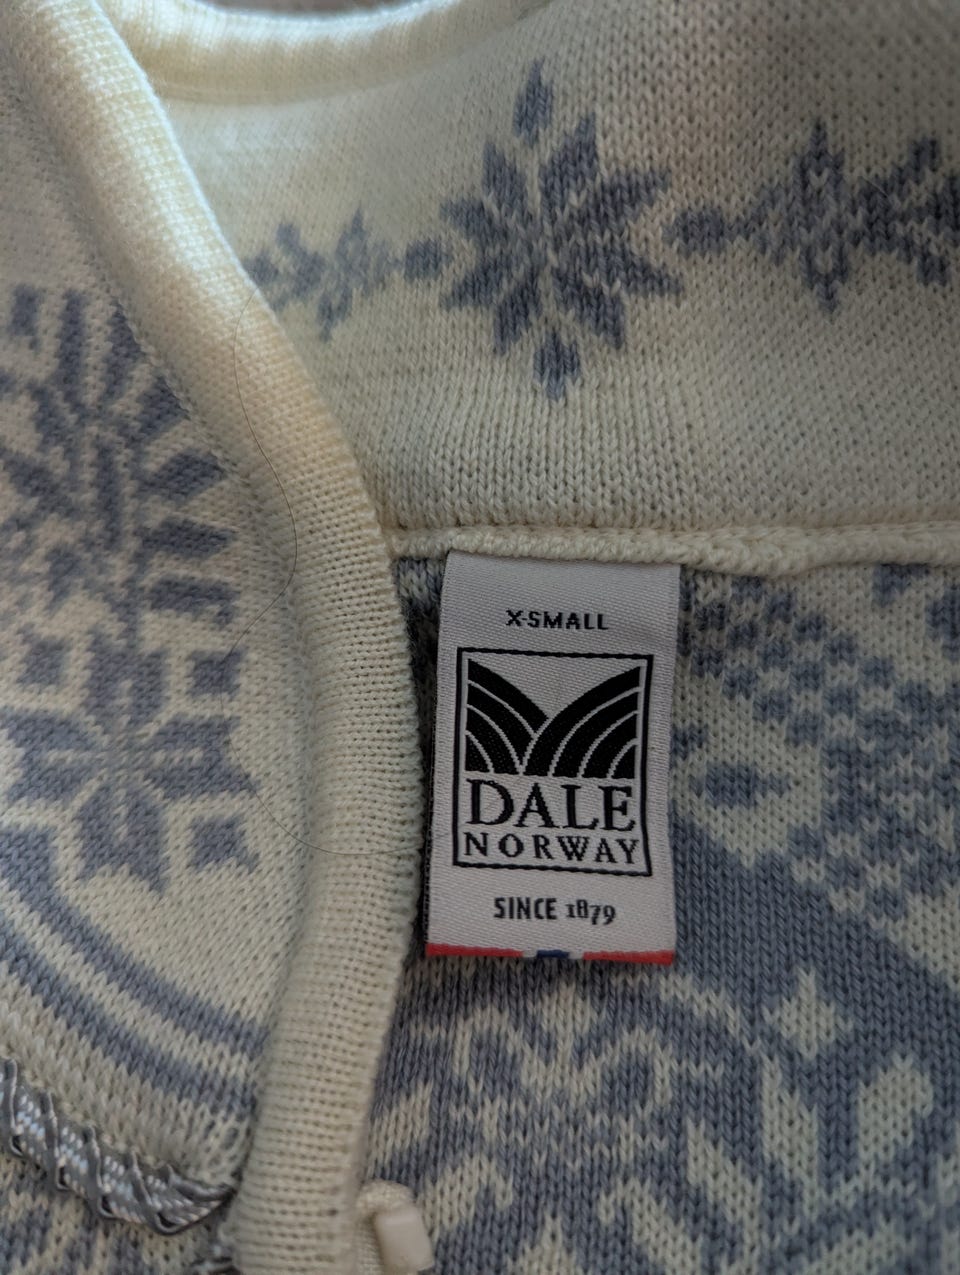 X-SMALL
DALE
NORWAY
SINCE 1879